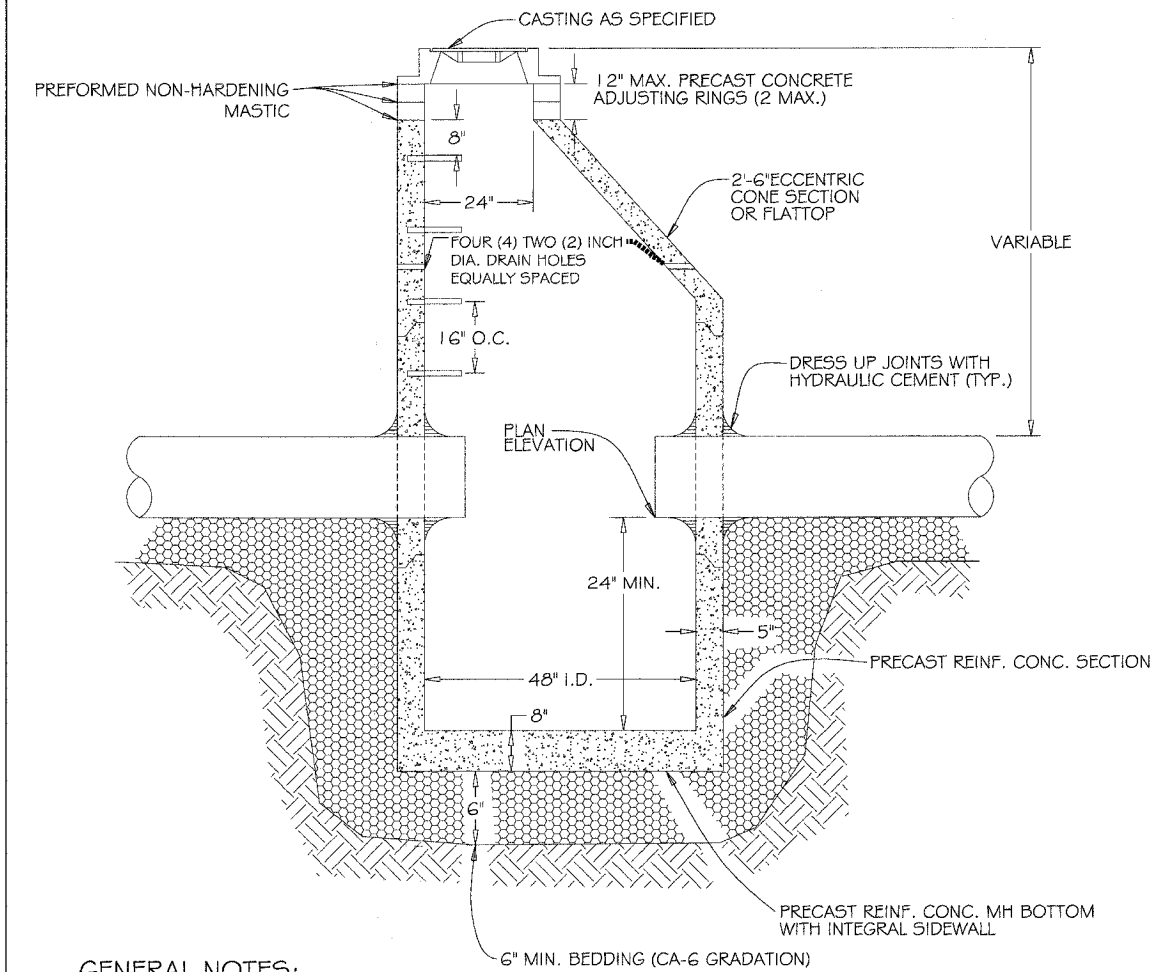 CASTING AS SPECIFIED
PREFORMED NON-HARDENING
MASTIC
12" MAX. PRECAST CONCRETE
ADJUSTING RINGS (2 MAX.)
8"
24"
2'-6"ECCENTRIC
CONE SECTION
OR FLATTOP
VARIABLE
FOUR (4) TWO (2) INCH
DIA. DRAIN HOLES
EQUALLY SPACED
16" O.C.
DRESS UP JOINTS WITH
HYDRAULIC CEMENT (TYP.)
PLAN
ELEVATION
24" MIN.
5"
PRECAST REINF. CONC. SECTION
48" I.D.
8"
6"
PRECAST REINF. CONC. MH BOTTOM
WITH INTEGRAL SIDEWALL
6" MIN. BEDDING (CA-6 GRADATION)
GENERAL NOTES: